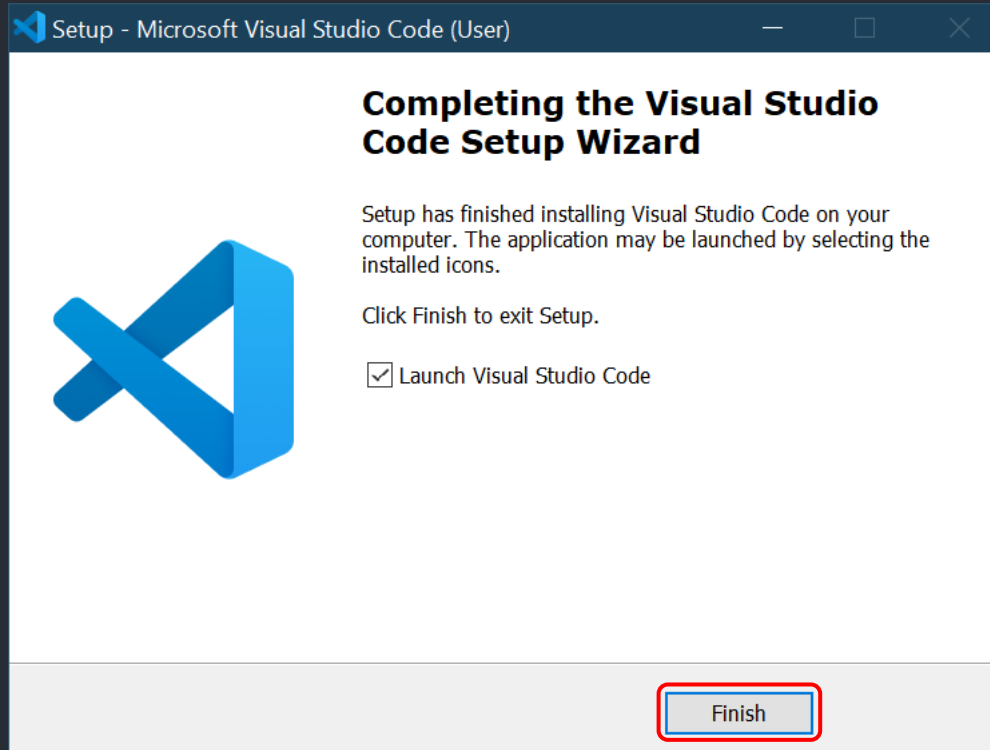 Setup - Microsoft Visual Studio Code (User)
Completing the Visual Studio
Code Setup Wizard
Setup has finished installing Visual Studio Code on your
computer. The application may be launched by selecting the
installed icons.
Click Finish to exit Setup.
Launch Visual Studio Code
Finish